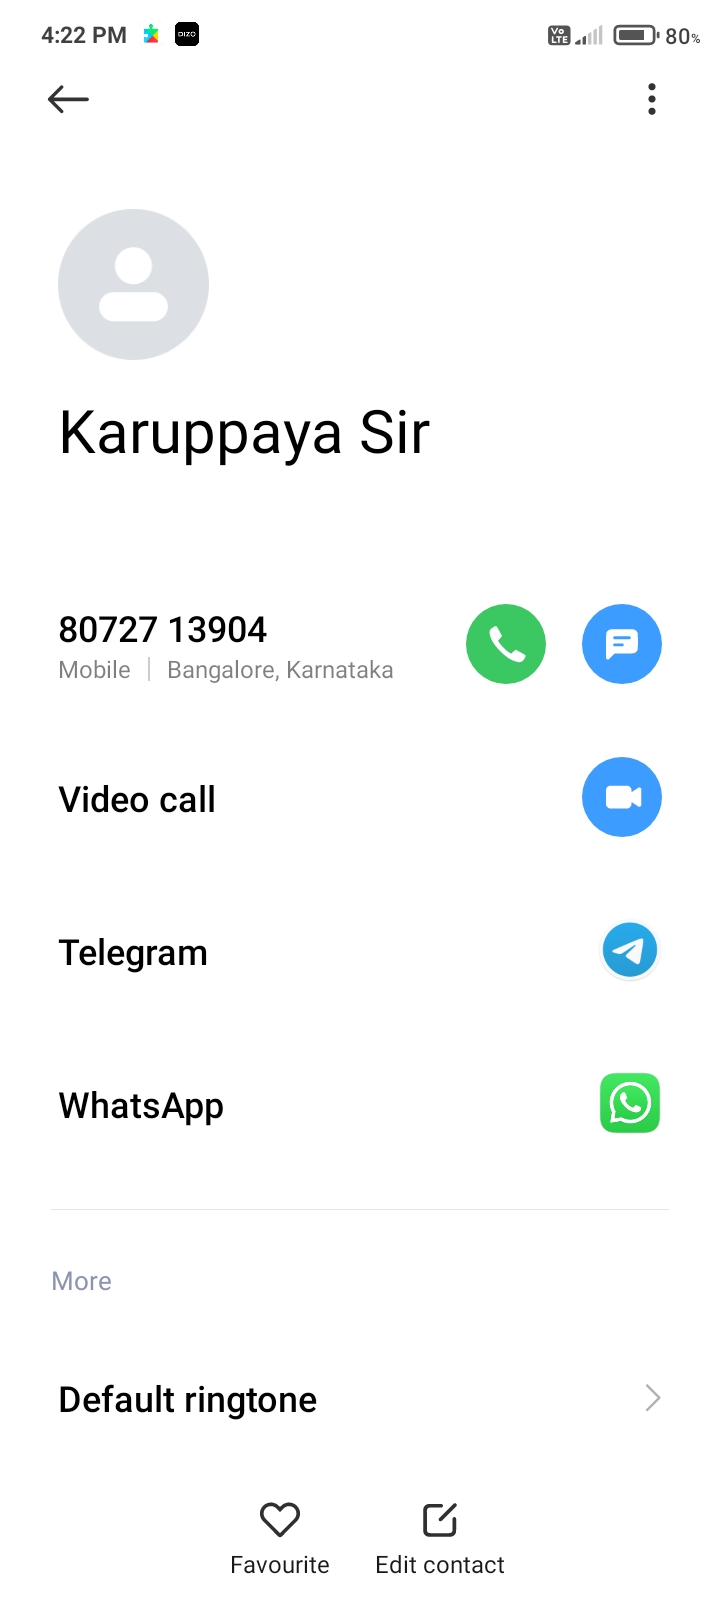 4:22 PM DIZO Vo LTE 80%
Karuppaya Sir
80727 13904
Mobile | Bangalore, Karnataka
Video call
Telegram
WhatsApp
More
Default ringtone
Favourite Edit contact